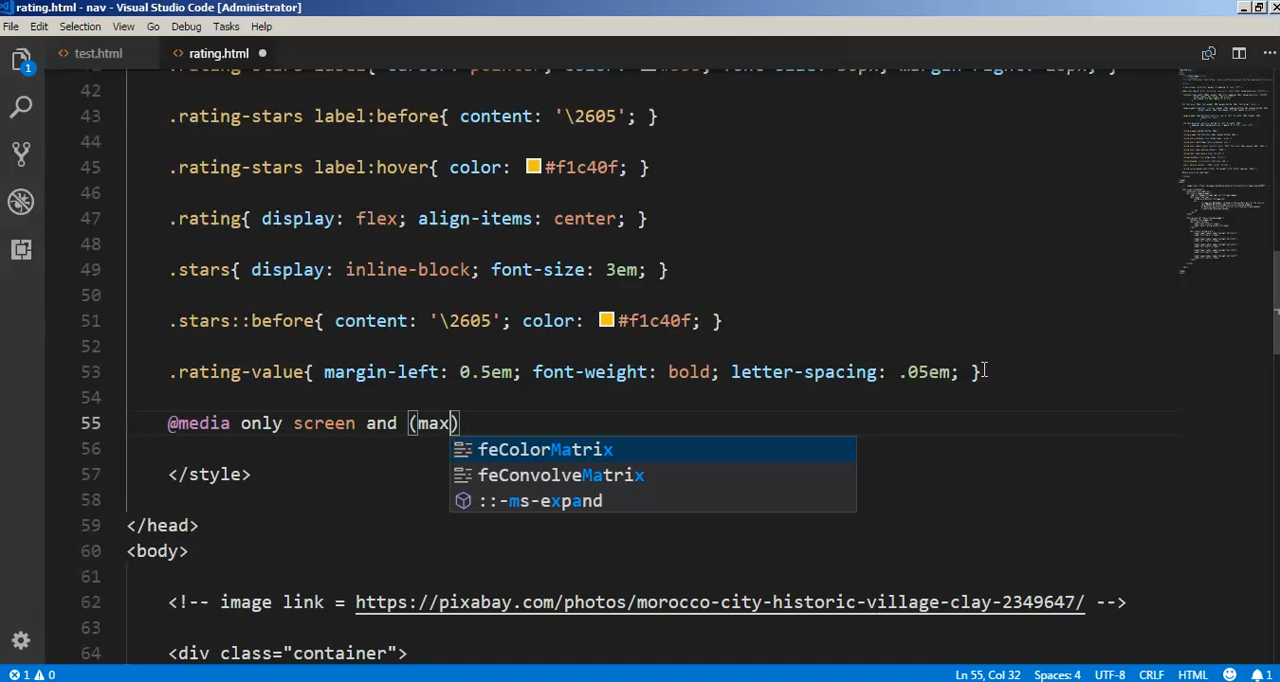 rating.html - nav - Visual Studio Code [Administrator]
File Edit Selection View Go Debug Tasks Help
test.html rating.html
42
43 .rating-stars label:before{ content: '\2605'; }
44
45 .rating-stars label:hover{ color: #f1c40f; }
46
47 .rating{ display: flex; align-items: center; }
48
49 .stars{ display: inline-block; font-size: 3em; }
50
51 .stars::before{ content: '\2605'; color: #f1c40f; }
52
53 .rating-value{ margin-left: 0.5em; font-weight: bold; letter-spacing: .05em; }
54
55 @media only screen and (max)
feColorMatrix
56
feConvolveMatrix
57 </style>
::-ms-expand
58
59 </head>
60 <body>
61
62 <!-- image link = https://pixabay.com/photos/morocco-city-historic-village-clay-2349647/ -->
63
64 <div class="container">
1
1 0 Ln 55, Col 32 Spaces: 4 UTF-8 CRLF HTML 1